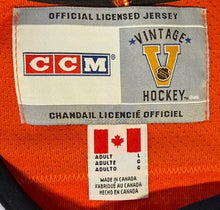 OFFICIAL LICENSED JERSEY
CCM
VINTAGE
V
HOCKEY
CHANDAIL LICENCIÉ OFFICIEL
ADULT L
ADULTE G
ADULTO G
MADE IN CANADA
FABRIQUÉ AU CANADA
HECHO EN CANADA